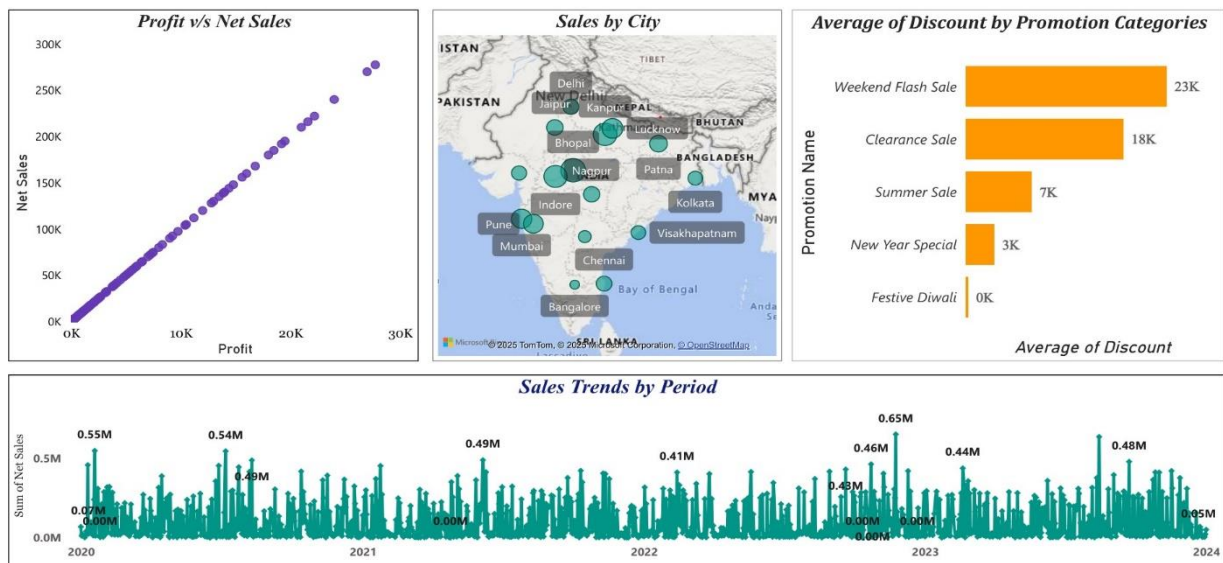 Profit v/s Net Sales
300K
250K
200K
150K
100K
50K
0K
Net Sales
0K
10K
20K
30K
Profit
Sales by City
ISTAN
TIBET
Delhi
New Delhi
Jaipur
Kanpur
NEPAL
PAKISTAN
BHUTAN
Lucknow
Bhopal
BANGLADESH
Nagpur
Patna
MYA
Indore
Kolkata
Pune
Mumbai
Visakhapatnam
Chennai
Bay of Bengal
Bangalore
SRI LANKA
© 2025 TomTom, © 2025 Microsoft Corporation, © OpenStreetMap
Average of Discount by Promotion Categories
Promotion Name
Weekend Flash Sale
23K
Clearance Sale
18K
Summer Sale
7K
New Year Special
3K
Festive Diwali
0K
Average of Discount
Sales Trends by Period
Sum of Net Sales
0.5M
0.0M
0.07M
0.00M
0.55M
0.54M
0.49M
0.00M
0.49M
0.41M
0.43M
0.00M
0.00M
0.46M
0.65M
0.00M
0.44M
0.48M
0.05M
2020
2021
2022
2023
2024